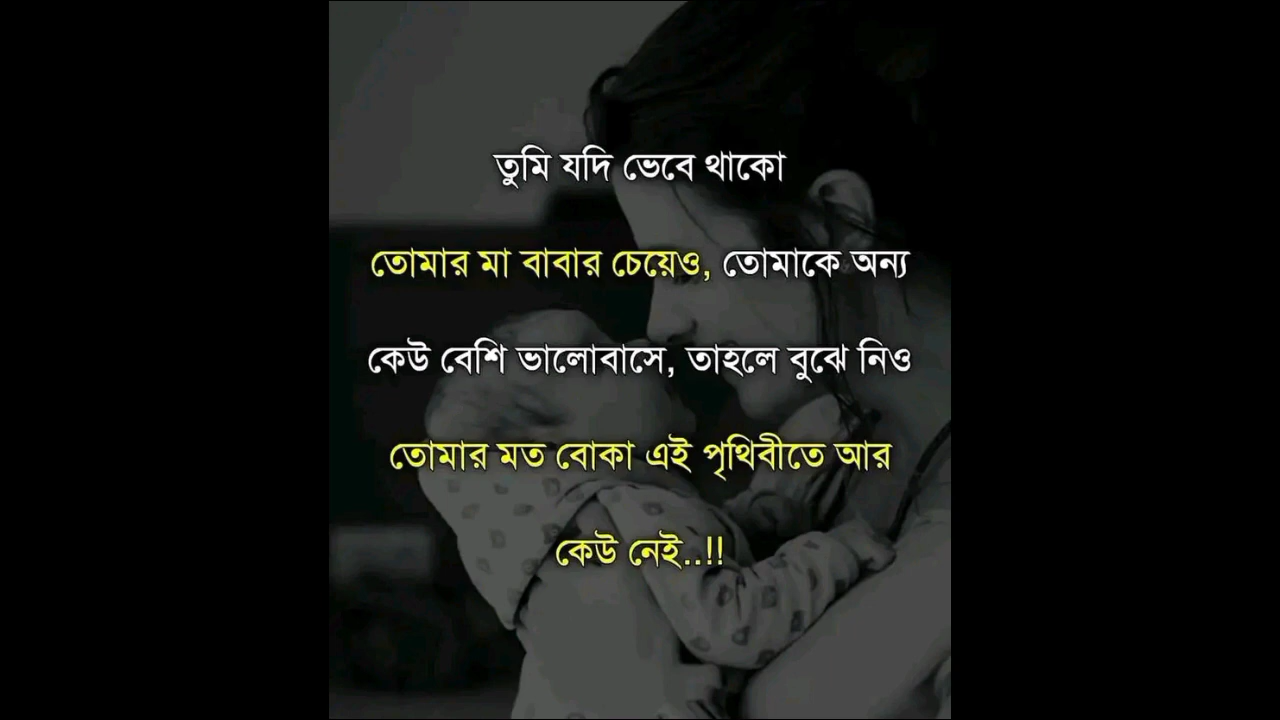 তুমি যদি ভেবে থাকো
তোমার মা বাবার চেয়েও, তোমাকে অন্য
কেউ বেশি ভালোবাসে, তাহলে বুঝে নিও
তোমার মত বোকা এই পৃথিবীতে আর
কেউ নেই..!!